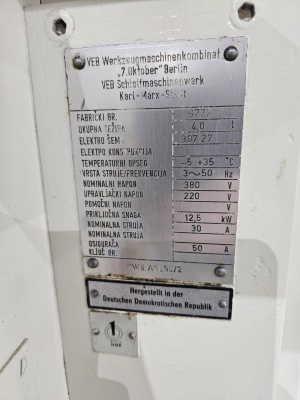 VEB Werkzeugmaschinenkombinat
„7. Oktober" Berlin
VEB Schleifmaschinenwerk
Karl-Marx-Stadt
FABRIČKI BR.
UKUPNA TEŽINA 4,0 t
ELEKTRO ŠEMA 307 27
ELEKTRO KONSTRUKCIJA
TEMPERATURNI OPSEG -5 +35 °C
VRSTA STRUJE/FREKVENCIJA 3~50 Hz
NOMINALNI NAPON 380 V
UPRAVLJAČKI NAPON 220 V
POMOĆNI NAPON V
PRIKLJUČNA SNAGA 12,5 kW
NOMINALNA STRUJA 30 A
NOMINALNA STRUJA
OSIGURAČA 50 A
KLJUČ BR.
Hergestellt in der
Deutschen Demokratischen Republik